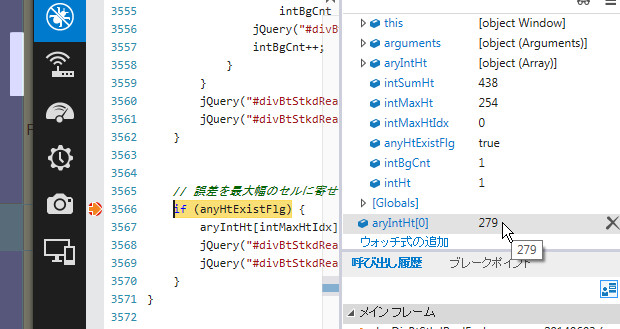 3555 intBgCnt
3556 jQuery("#d
3557 intBgCnt++;
3558 }
3559 }
3560 jQuery("#divBtStkdRea
3561 jQuery("#divBtStkdRea
3562 }
3563
3564
3565 // 誤差を最大幅のセルに寄せ
3566 if (anyHtExistFlg) {
3567 aryIntHt[intMaxHtIdx]
3568 jQuery("#divBtStkdRea
3569 jQuery("#divBtStkdRea
3570 }
3571 }
3572
this [object Window]
arguments [object (Arguments)]
aryIntHt [object (Array)]
intSumHt 438
intMaxHt 254
intMaxHtIdx 0
anyHtExistFlg true
intBgCnt 1
intHt 1
[Globals]
aryIntHt[0] 279
ウォッチ式の追加
279
呼び出し履歴 ブレークポイント
メイン フレーム